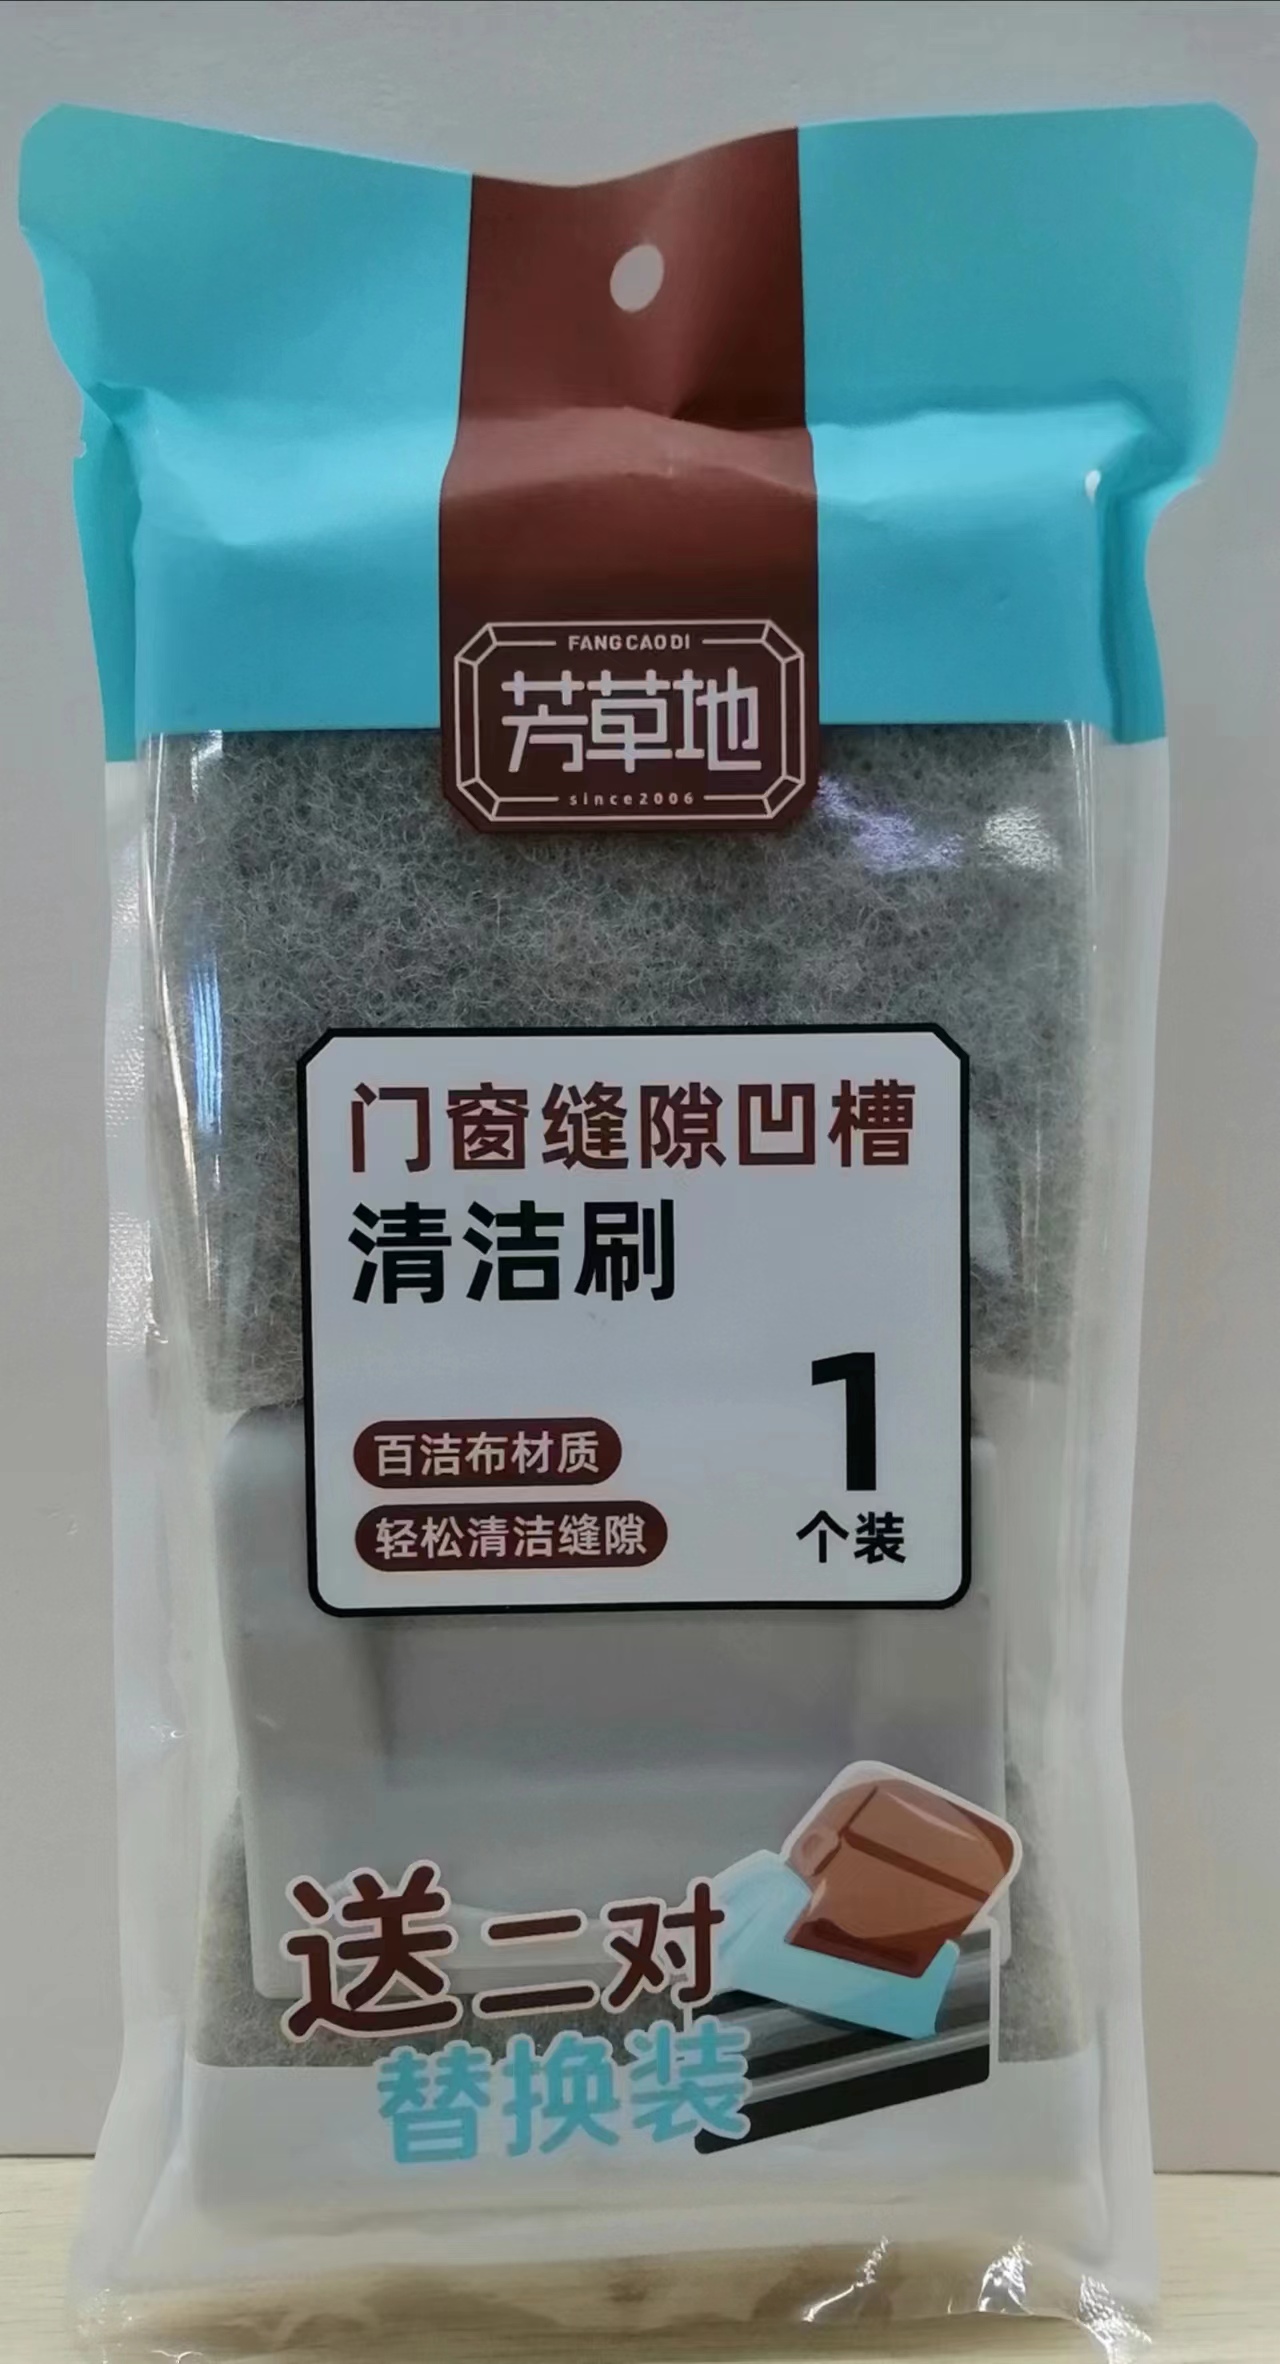 FANG CAO DI
芳草地
since2006
门窗缝隙凹槽
清洁刷
百洁布材质
轻松清洁缝隙
1
个装
送二对
替换装